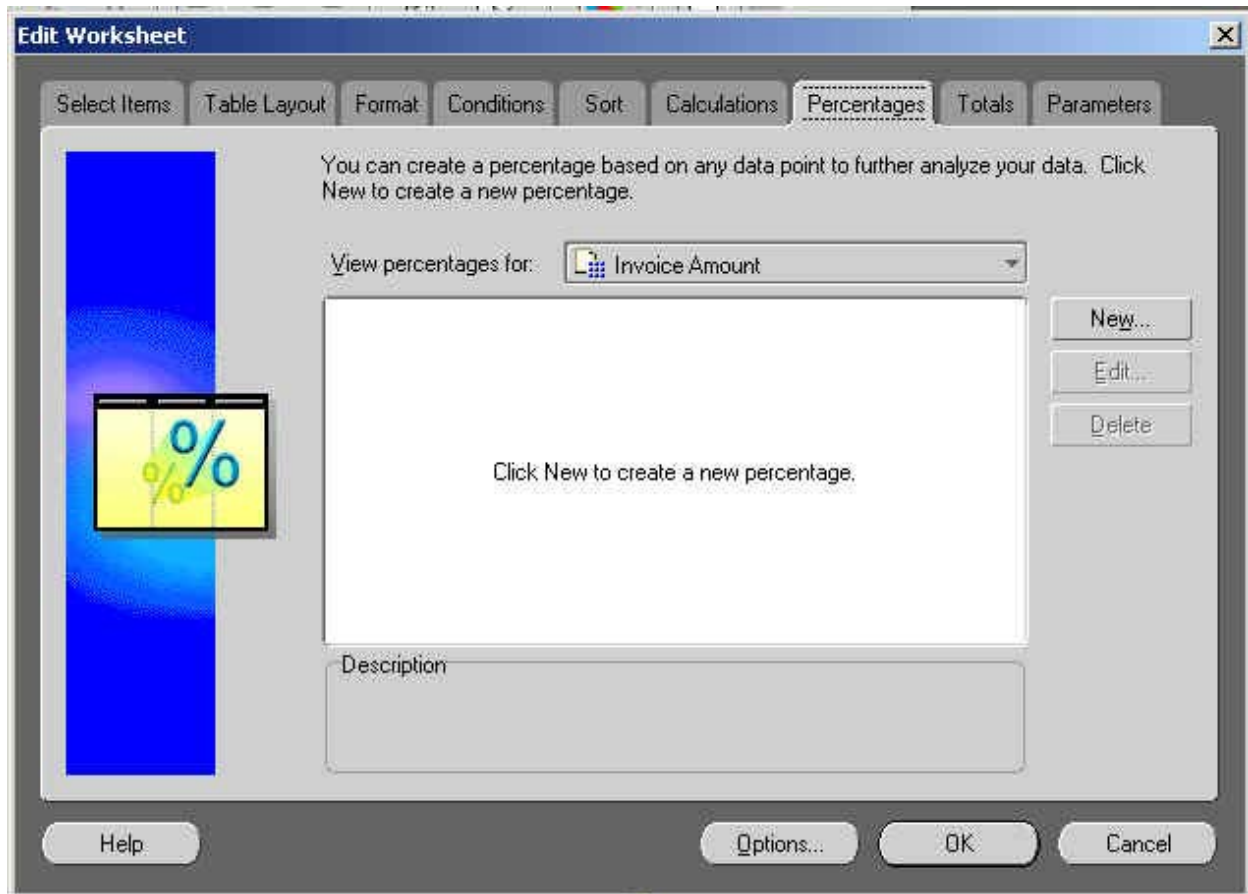 Edit Worksheet
Select Items Table Layout Format Conditions Sort Calculations Percentages Totals Parameters
You can create a percentage based on any data point to further analyze your data. Click
New to create a new percentage.
View percentages for: Invoice Amount
New...
Edit...
Delete
% %
Click New to create a new percentage.
Description
Help Options... OK Cancel